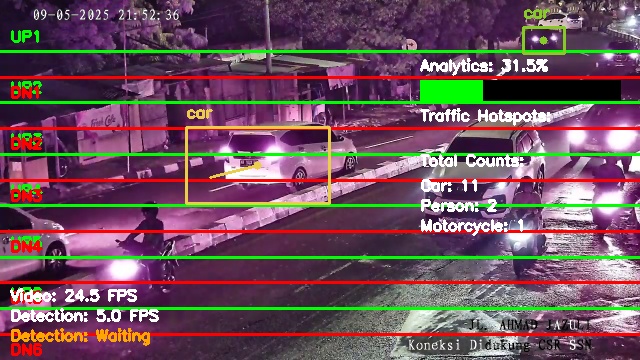 09-05-2025 21:52:36
car
UP1
Analytics: 31.5%
DN1
Traffic Hotspots:
car
DN2
Total Counts:
Car: 11
DN3
Person: 2
Motorcycle: 1
DN4
Video: 24.5 FPS
Detection: 5.0 FPS
JL. AHMAD JAZULI
Detection: Waiting
Koneksi Didukung CSR SSN
DN6